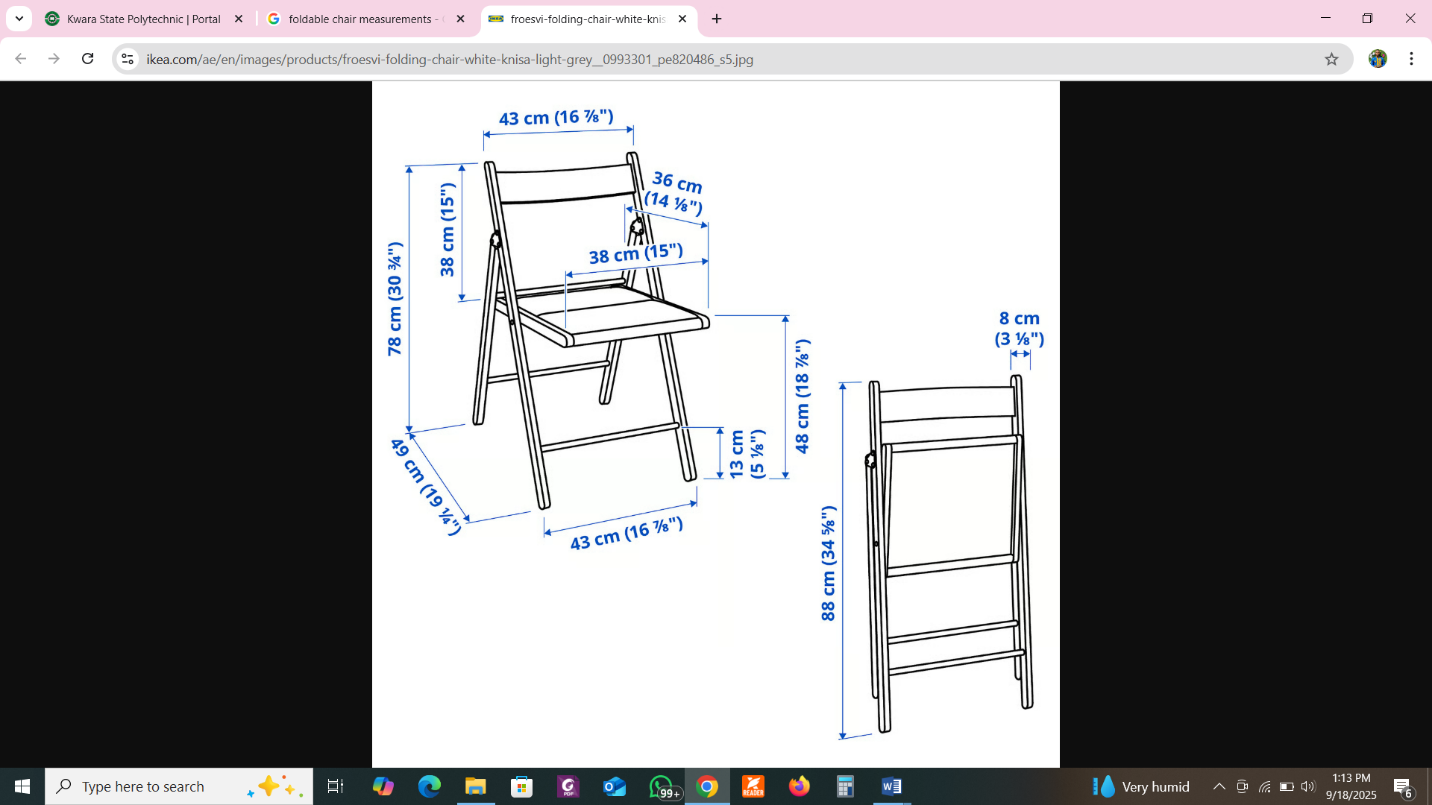 Kwara State Polytechnic | Portal
foldable chair measurements -
IKEA
froesvi-folding-chair-white-knis
ikea.com/ae/en/images/products/froesvi-folding-chair-white-knisa-light-grey__0993301_pe820486_s5.jpg
43 cm (16 ⅞")
36 cm
(14 ⅛")
38 cm (15")
38 cm (15")
78 cm (30 ¾")
48 cm (18 ⅞")
13 cm
(5 ⅛")
49 cm (19 ¼")
43 cm (16 ⅞")
8 cm
(3 ⅛")
88 cm (34 ⅝")
Type here to search
PDF
99+
READER
W
Very humid
1:13 PM
9/18/2025
6